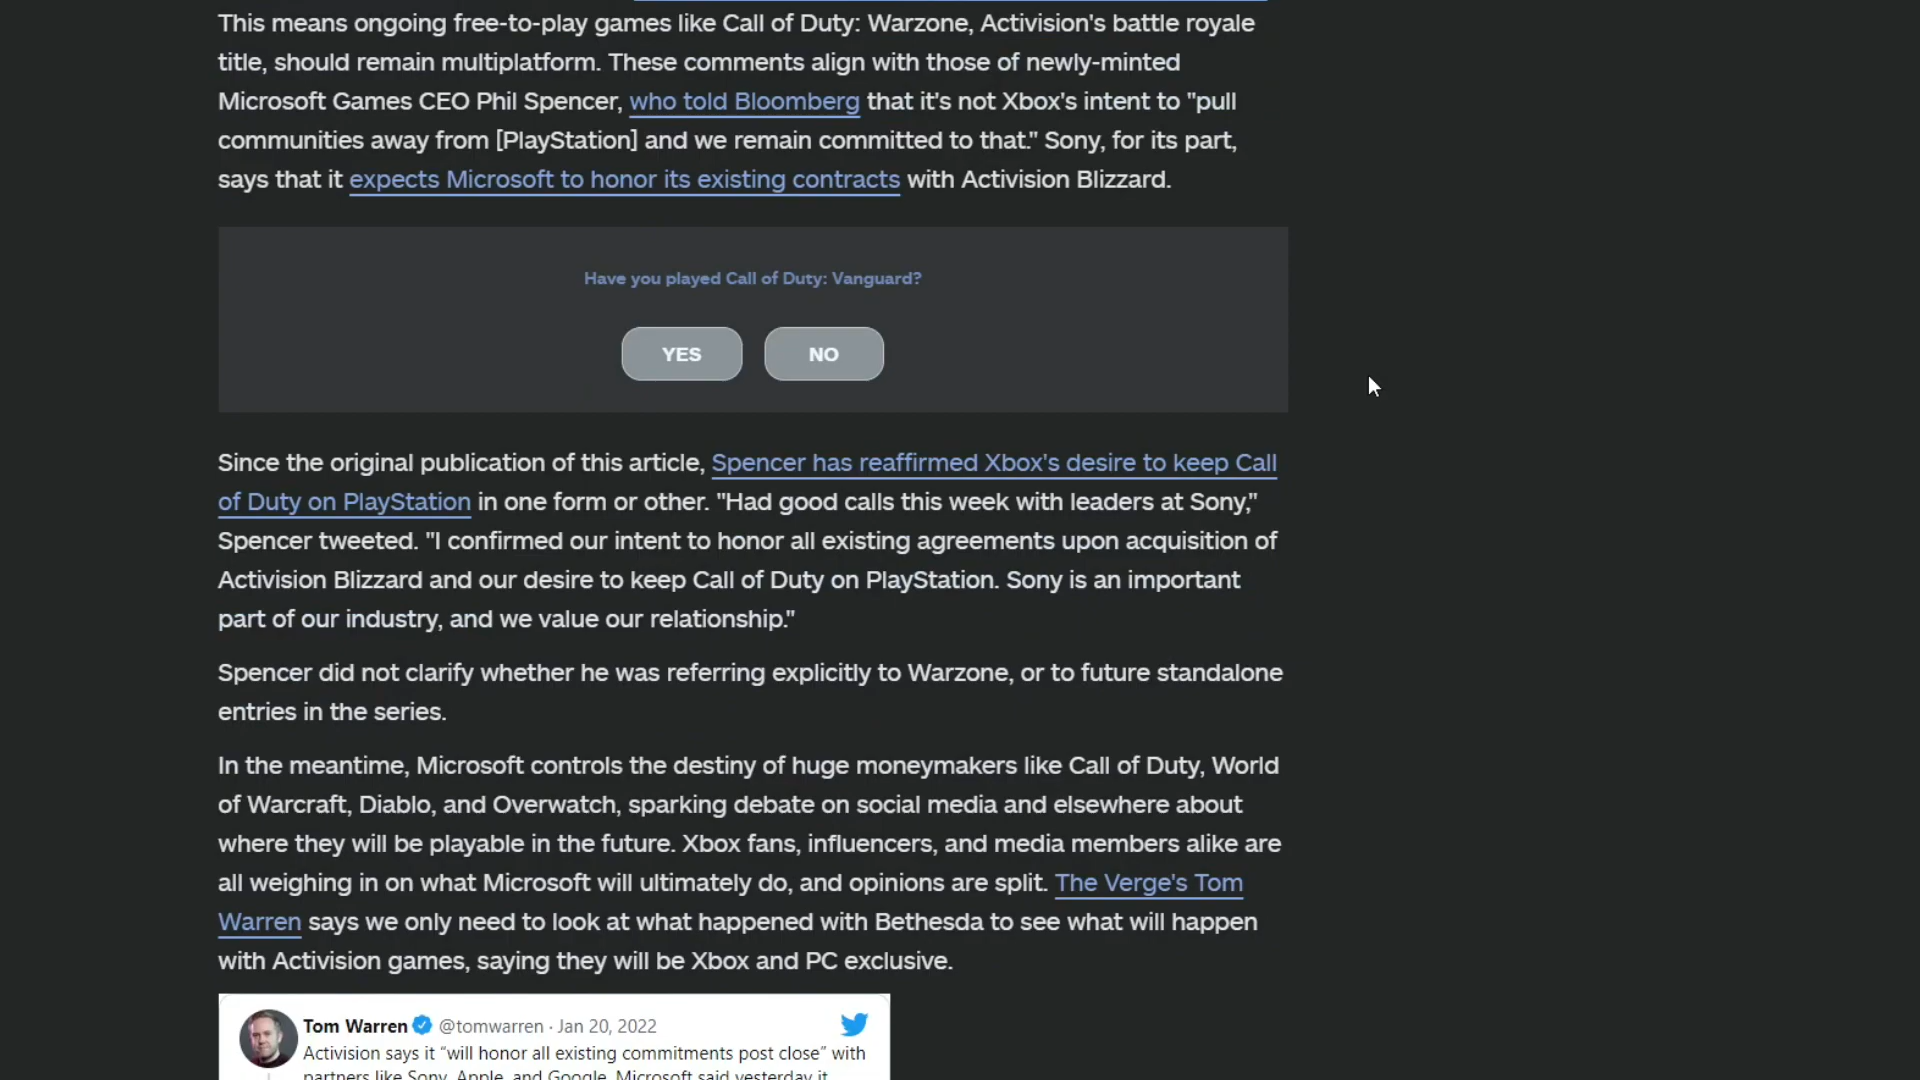 This means ongoing free-to-play games like Call of Duty: Warzone, Activision's battle royale
title, should remain multiplatform. These comments align with those of newly-minted
Microsoft Games CEO Phil Spencer, who told Bloomberg that it's not Xbox's intent to "pull
communities away from [PlayStation] and we remain committed to that." Sony, for its part,
says that it expects Microsoft to honor its existing contracts with Activision Blizzard.
Have you played Call of Duty: Vanguard?
YES NO
Since the original publication of this article, Spencer has reaffirmed Xbox's desire to keep Call
of Duty on PlayStation in one form or other. "Had good calls this week with leaders at Sony,"
Spencer tweeted. "I confirmed our intent to honor all existing agreements upon acquisition of
Activision Blizzard and our desire to keep Call of Duty on PlayStation. Sony is an important
part of our industry, and we value our relationship."
Spencer did not clarify whether he was referring explicitly to Warzone, or to future standalone
entries in the series.
In the meantime, Microsoft controls the destiny of huge moneymakers like Call of Duty, World
of Warcraft, Diablo, and Overwatch, sparking debate on social media and elsewhere about
where they will be playable in the future. Xbox fans, influencers, and media members alike are
all weighing in on what Microsoft will ultimately do, and opinions are split. The Verge's Tom
Warren says we only need to look at what happened with Bethesda to see what will happen
with Activision games, saying they will be Xbox and PC exclusive.
Tom Warren @tomwarren · Jan 20, 2022
Activision says it “will honor all existing commitments post close” with
partners like Sony, Apple, and Google. Microsoft said yesterday it